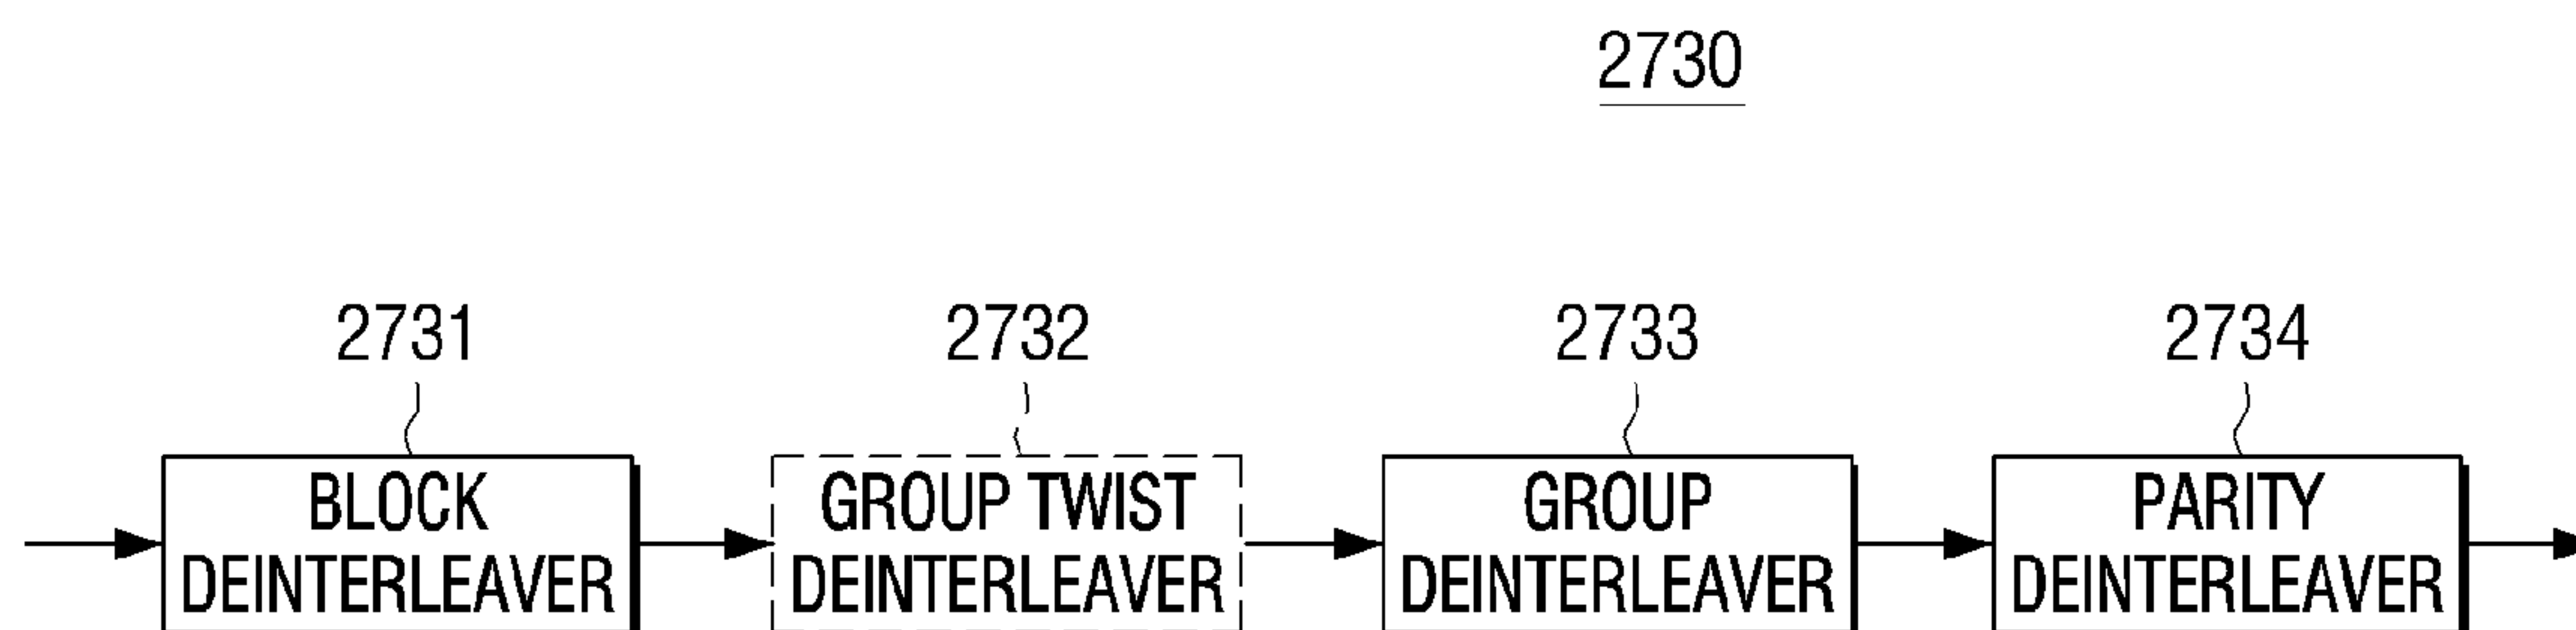 2730
2731
2732
2733
2734
BLOCK
DEINTERLEAVER
GROUP TWIST
DEINTERLEAVER
GROUP
DEINTERLEAVER
PARITY
DEINTERLEAVER